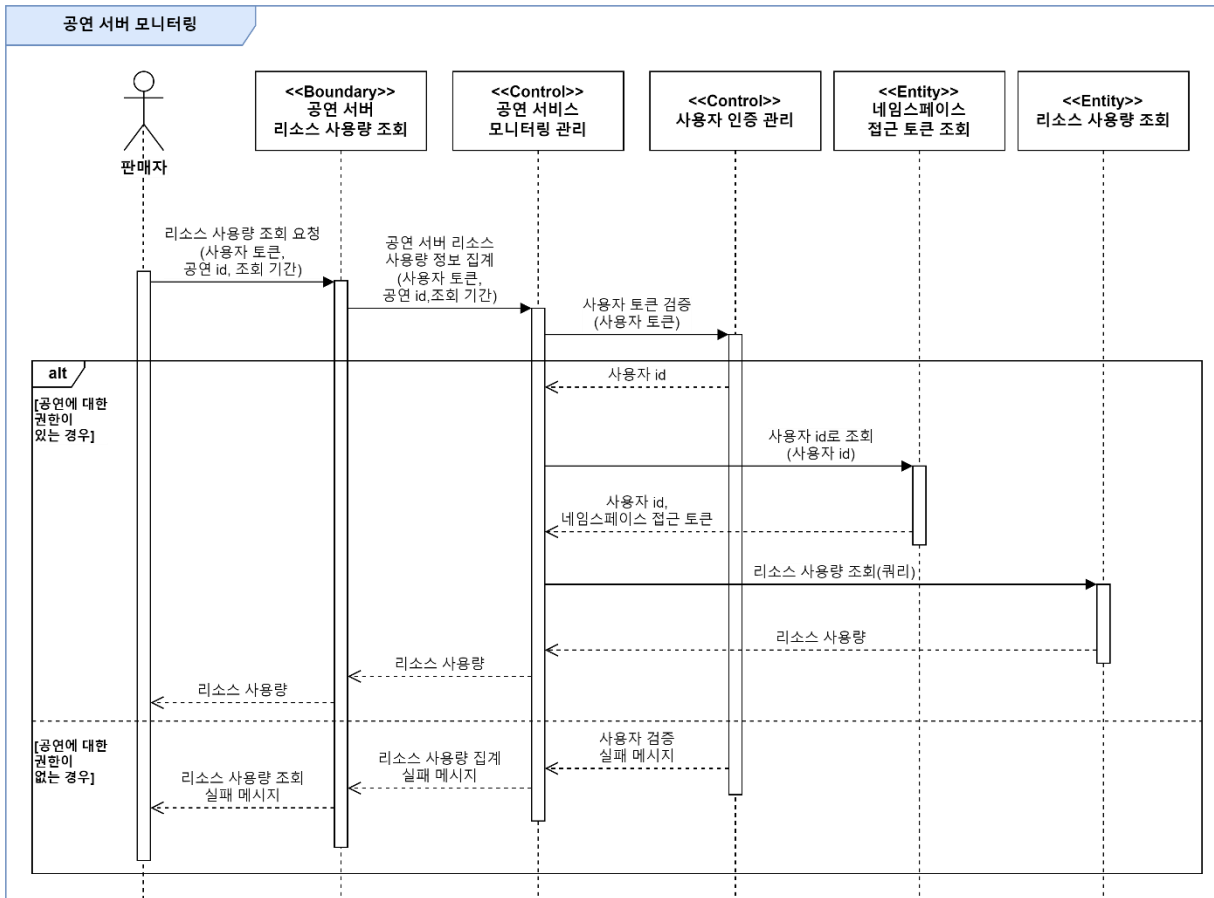 공연 서버 모니터링
<<Boundary>>
공연 서버
리소스 사용량 조회
<<Control>>
공연 서비스
모니터링 관리
<<Control>>
사용자 인증 관리
<<Entity>>
네임스페이스
접근 토큰 조회
<<Entity>>
리소스 사용량 조회
판매자
리소스 사용량 조회 요청
(사용자 토큰,
공연 id, 조회 기간)
공연 서버 리소스
사용량 정보 집계
(사용자 토큰,
공연 id,조회 기간)
사용자 토큰 검증
(사용자 토큰)
alt
[공연에 대한
권한이
있는 경우]
사용자 id
사용자 id로 조회
(사용자 id)
사용자 id,
네임스페이스 접근 토큰
리소스 사용량 조회(쿼리)
리소스 사용량
리소스 사용량
리소스 사용량
[공연에 대한
권한이
없는 경우]
사용자 검증
실패 메시지
리소스 사용량 집계
실패 메시지
리소스 사용량 조회
실패 메시지